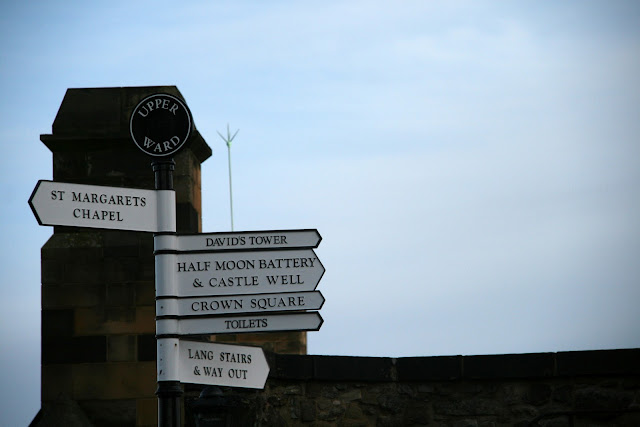 UPPER
WARD
ST MARGARETS
CHAPEL
DAVID'S TOWER
HALF MOON BATTERY
& CASTLE WELL
CROWN SQUARE
TOILETS
LANG STAIRS
& WAY OUT